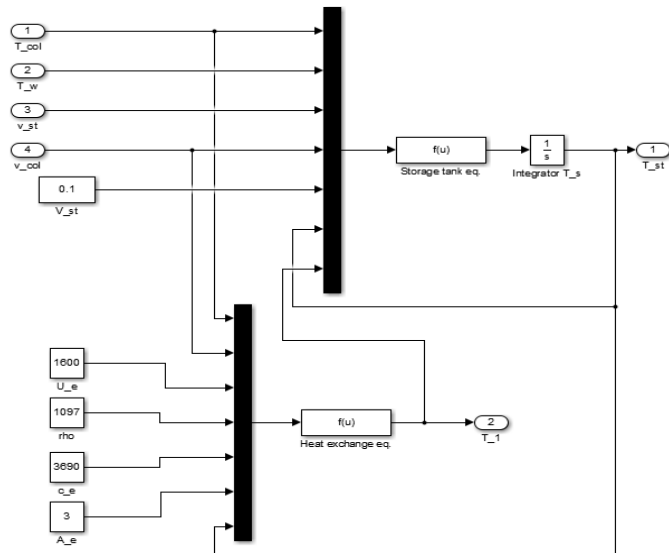 1
T_col
2
T_w
3
v_st
4
v_col
0.1
V_st
f(u)
Storage tank eq.
1
s
Integrator T_s
1
T_st
1600
U_e
1097
rho
3690
c_e
3
A_e
f(u)
Heat exchange eq.
2
T_1